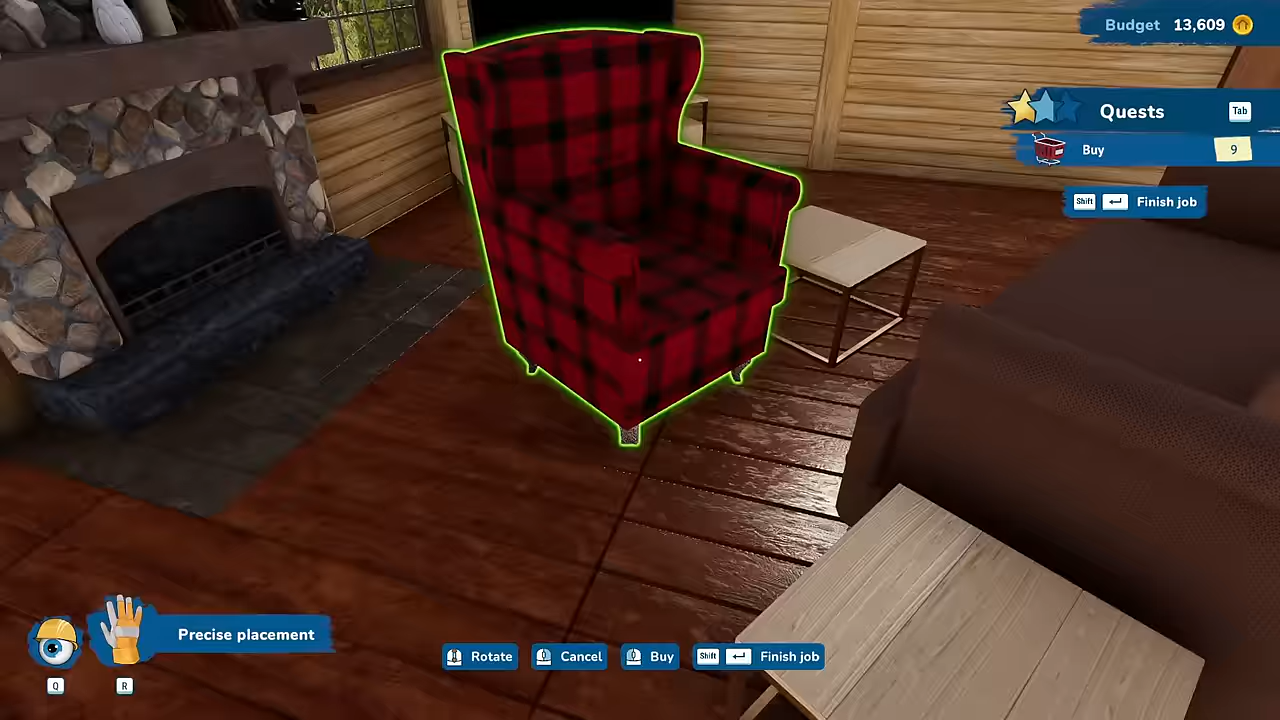 Budget 13,609
Quests Tab
Buy 9
Shift Finish job
Precise placement
Q R
Rotate Cancel Buy Shift Finish job